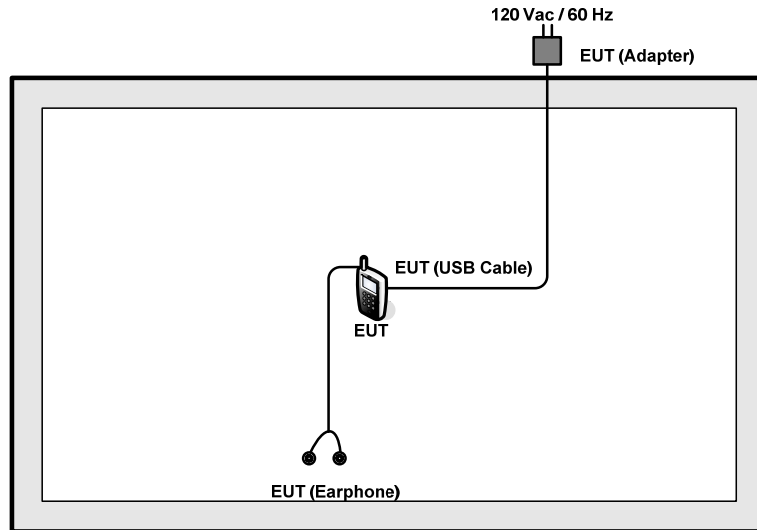 120 Vac / 60 Hz
EUT (Adapter)
EUT (USB Cable)
EUT
EUT (Earphone)